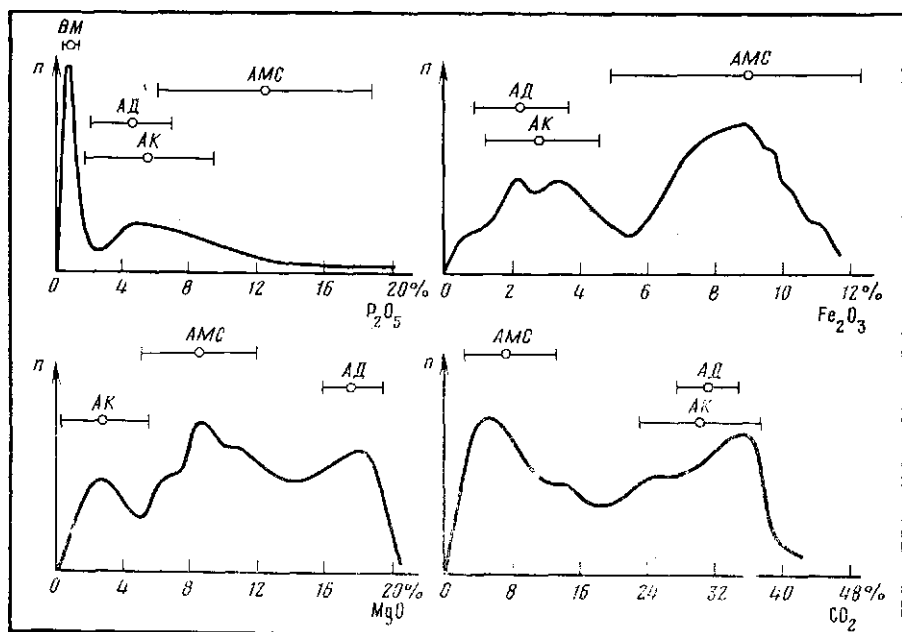 ВМ
n
АМС
АД
АК
0 4 8 12 16 20%
P₂O₅
n
АМС
АД
АК
0 2 4 6 8 10 12%
Fe₂O₃
n
АМС
АД
АК
0 4 8 12 16 20%
MgO
n
АМС
АД
АК
0 8 16 24 32 40 48%
CO₂